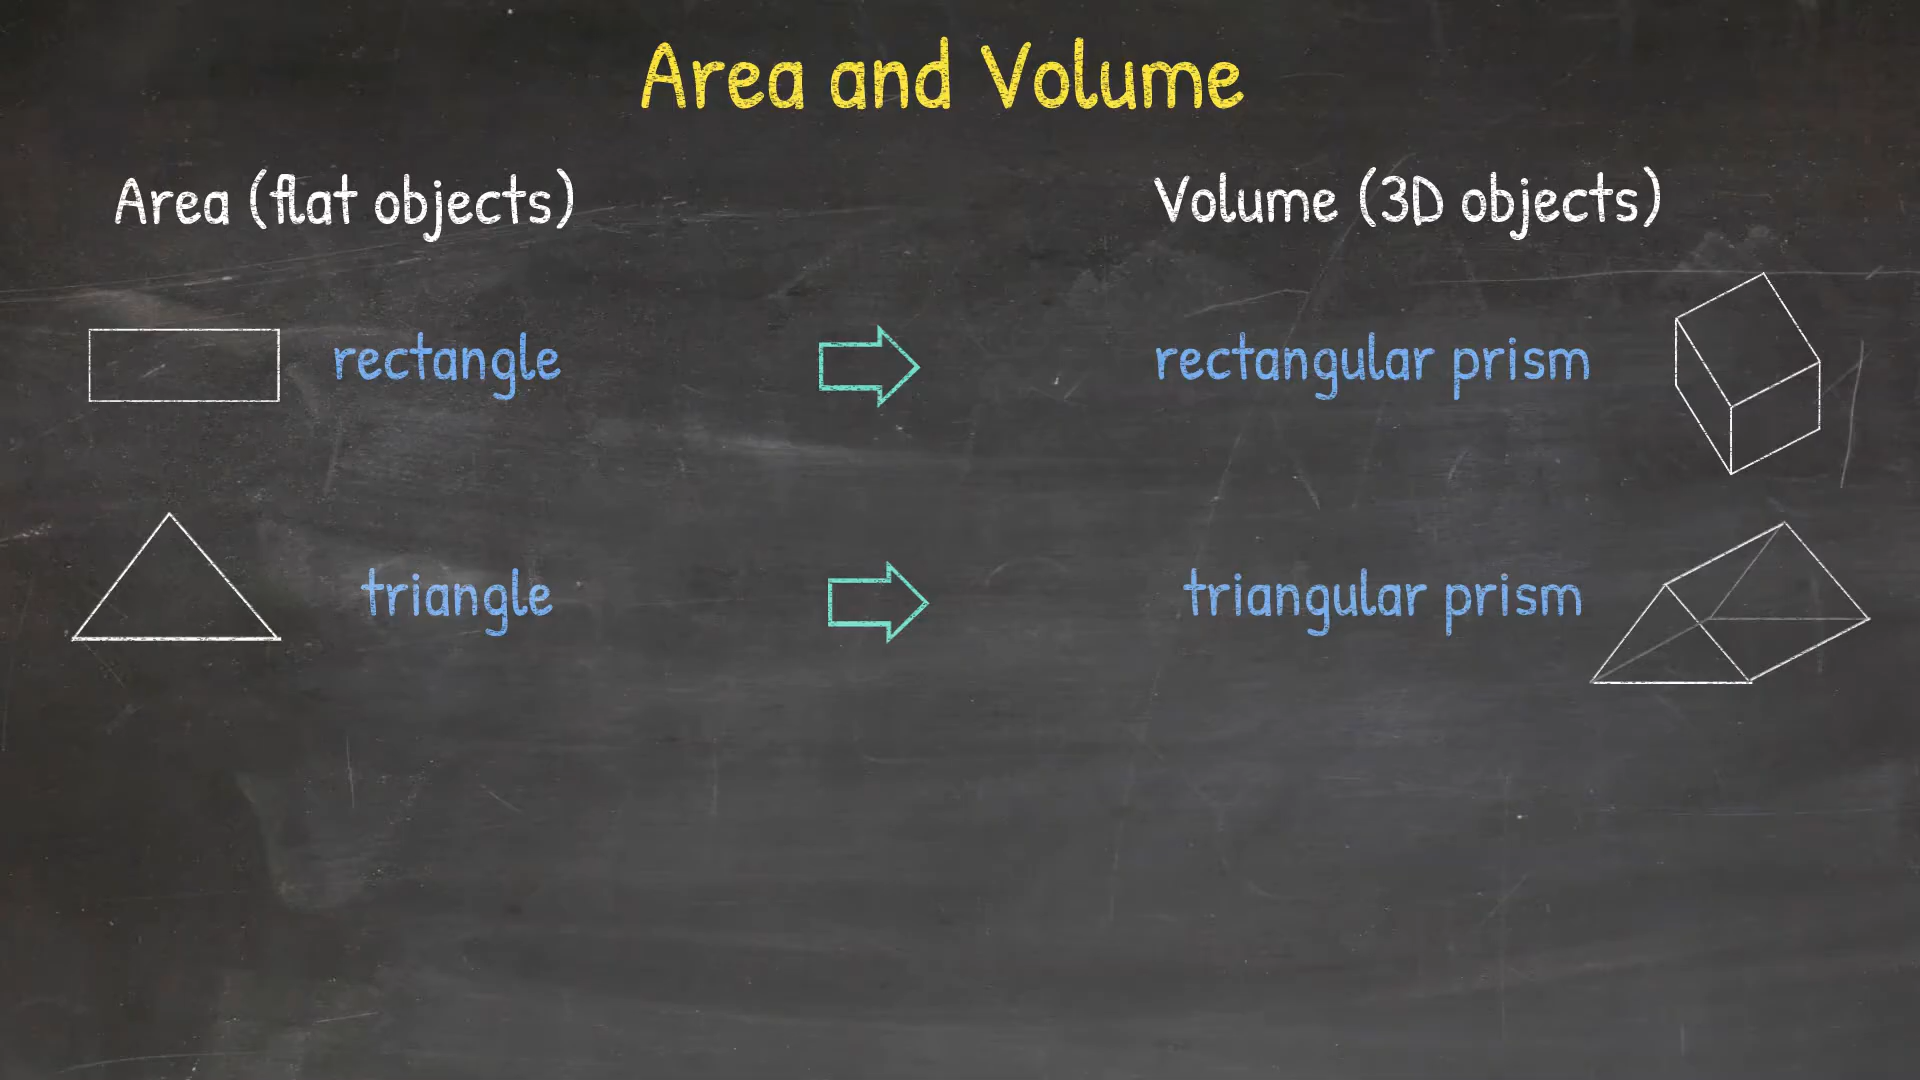 Area and Volume
Area (flat objects)
Volume (3D objects)
rectangle
rectangular prism
triangle
triangular prism